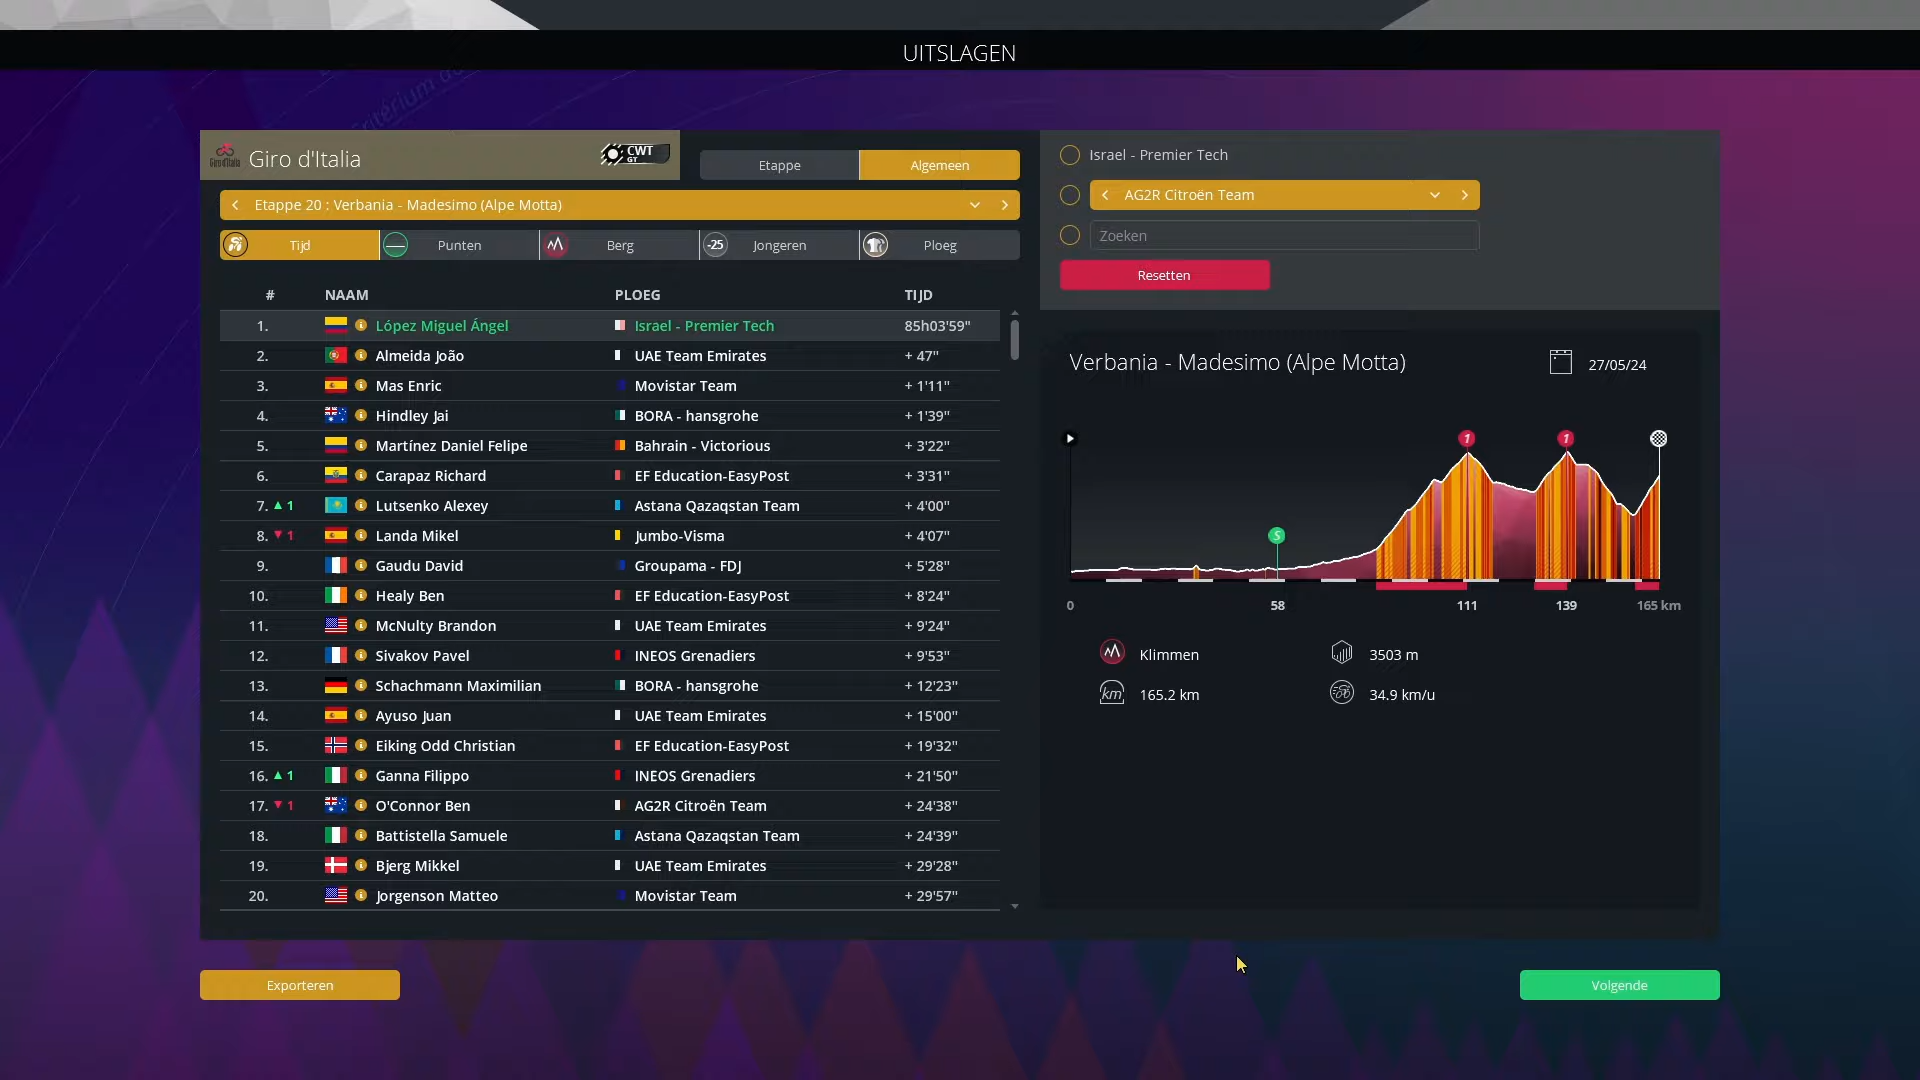 UITSLAGEN
Giro d'Italia
CWT
GT
Etappe
Algemeen
Etappe 20 : Verbania - Madesimo (Alpe Motta)
Tijd
Punten
Berg
-25
Jongeren
Ploeg
# NAAM PLOEG TIJD
1. López Miguel Ángel Israel - Premier Tech 85h03'59"
2. Almeida João UAE Team Emirates + 47"
3. Mas Enric Movistar Team + 1'11"
4. Hindley Jai BORA - hansgrohe + 1'39"
5. Martínez Daniel Felipe Bahrain - Victorious + 3'22"
6. Carapaz Richard EF Education-EasyPost + 3'31"
7. ▲ 1 Lutsenko Alexey Astana Qazaqstan Team + 4'00"
8. ▼ 1 Landa Mikel Jumbo-Visma + 4'07"
9. Gaudu David Groupama - FDJ + 5'28"
10. Healy Ben EF Education-EasyPost + 8'24"
11. McNulty Brandon UAE Team Emirates + 9'24"
12. Sivakov Pavel INEOS Grenadiers + 9'53"
13. Schachmann Maximilian BORA - hansgrohe + 12'23"
14. Ayuso Juan UAE Team Emirates + 15'00"
15. Eiking Odd Christian EF Education-EasyPost + 19'32"
16. ▲ 1 Ganna Filippo INEOS Grenadiers + 21'50"
17. ▼ 1 O'Connor Ben AG2R Citroën Team + 24'38"
18. Battistella Samuele Astana Qazaqstan Team + 24'39"
19. Bjerg Mikkel UAE Team Emirates + 29'28"
20. Jorgenson Matteo Movistar Team + 29'57"
Israel - Premier Tech
AG2R Citroën Team
Zoeken
Resetten
Verbania - Madesimo (Alpe Motta)
27/05/24
1
1
S
0 58 111 139 165 km
Klimmen
3503 m
km
165.2 km
34.9 km/u
Exporteren
Volgende